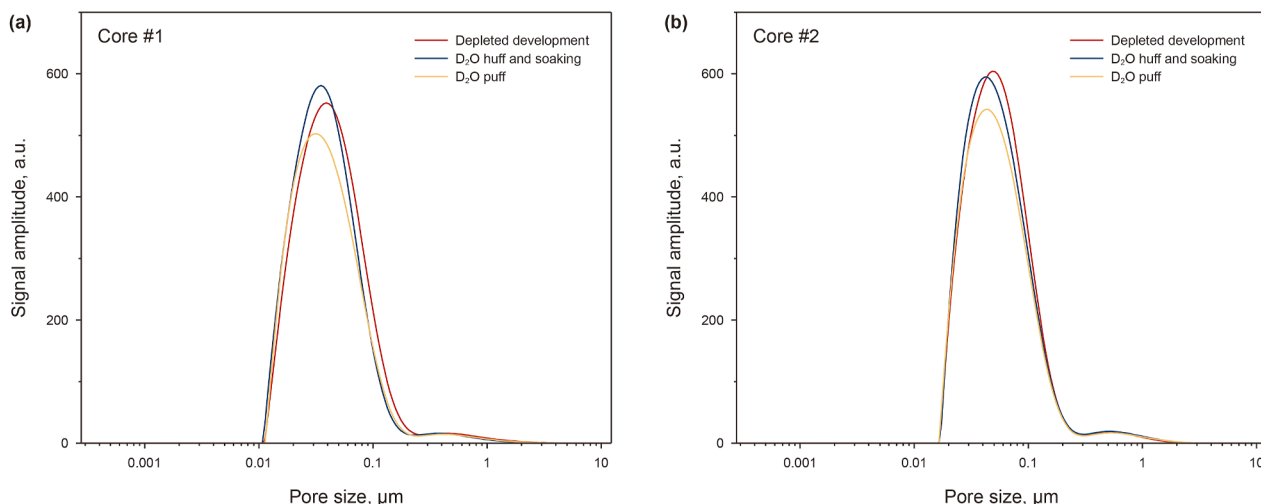 (a)
Core #1
Depleted development
D₂O huff and soaking
D₂O puff
600
400
200
0
Signal amplitude, a.u.
0.001 0.01 0.1 1 10
Pore size, μm
(b)
Core #2
Depleted development
D₂O huff and soaking
D₂O puff
600
400
200
0
Signal amplitude, a.u.
0.001 0.01 0.1 1 10
Pore size, μm